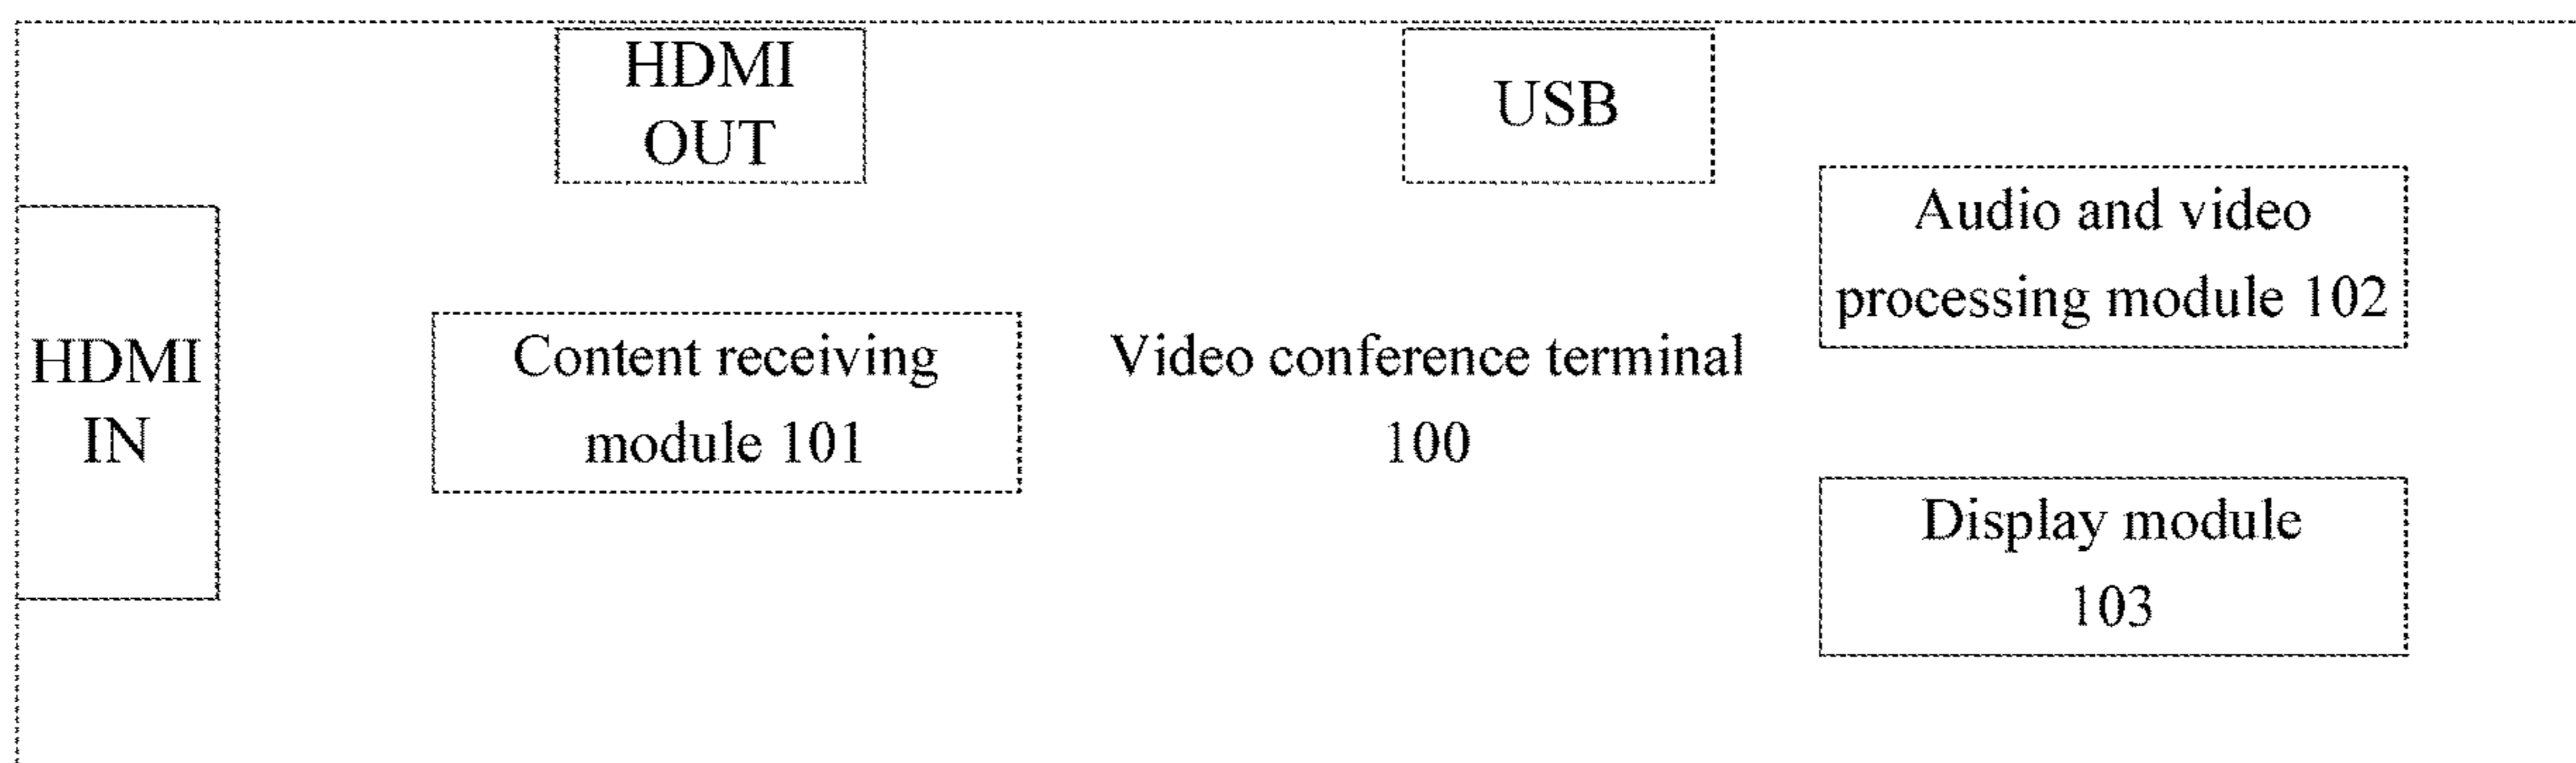 HDMI
OUT
USB
Audio and video
processing module 102
HDMI
IN
Content receiving
module 101
Video conference terminal
100
Display module
103